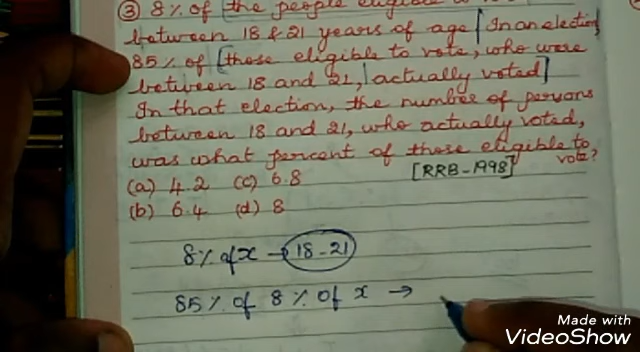 ③ 8% of [the people eligible
between 18 & 21 years of age [In an election
85% of [those eligible to vote, who were
between 18 and 21,] actually voted]
In that election, the number of persons
between 18 and 21, who actually voted,
was what percent of those eligible to
vote?
(a) 4.2 (c) 6.8 [RRB-1998]
(b) 6.4 (d) 8
8% of x → 18-21
85% of 8% of x →
Made with
VideoShow